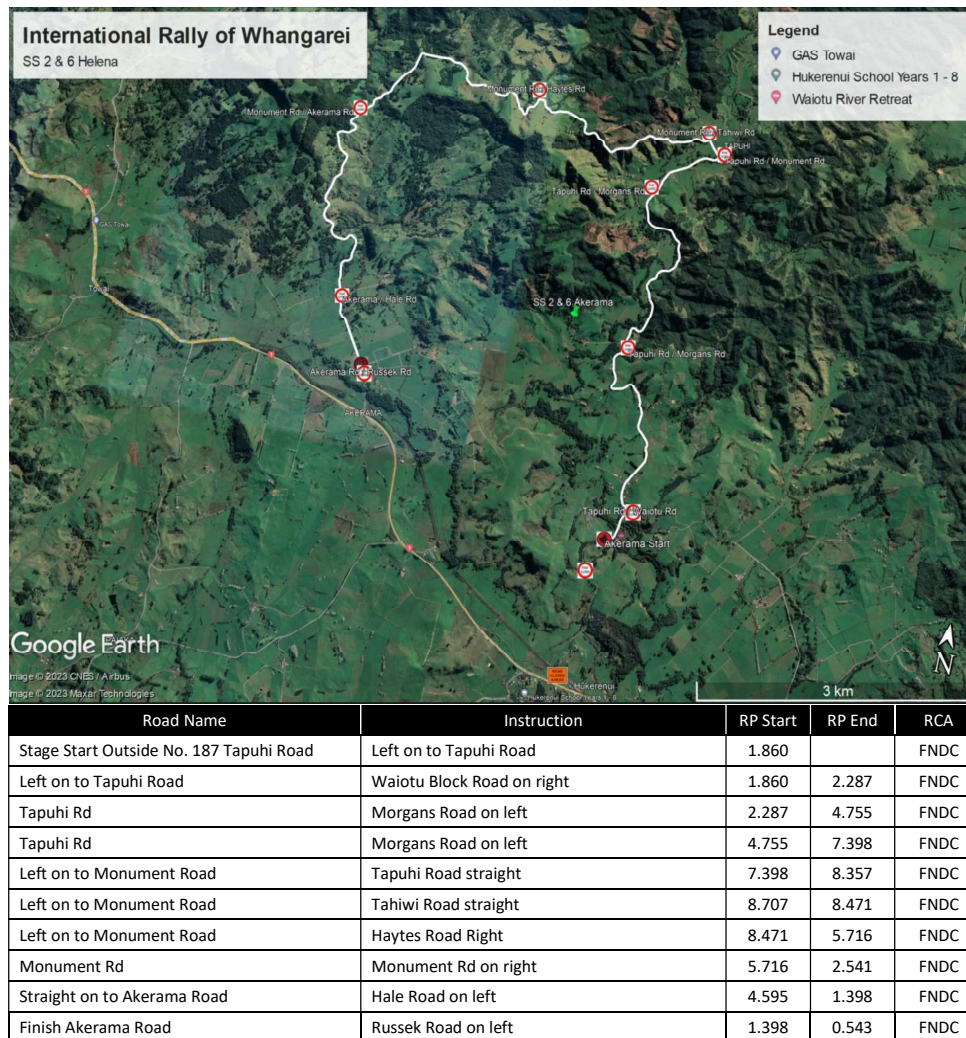 International Rally of Whangarei
SS 2 & 6 Helena
Legend
GAS Towai
Hukerenui School Years 1 - 8
Waiotu River Retreat
Monument Rd / Haytes Rd
Monument Rd / Akerama Rd
Monument Rd / Tahiwi Rd
TAPUHI
Tapuhi Rd / Monument Rd
Tapuhi Rd / Morgans Rd
GAS Towai
Towai
Akerama / Hale Rd
SS 2 & 6 Akerama
Tapuhi Rd / Morgans Rd
Akerama Rd / Russek Rd
AKERAMA
Tapuhi Rd / Waiotu Rd
Akerama Start
Google Earth
Image © 2023 CNES / Airbus
Image © 2023 Maxar Technologies
Hukerenui
Hukerenui School Years 1 - 8
N
3 km
Road Name Instruction RP Start RP End RCA
Stage Start Outside No. 187 Tapuhi Road Left on to Tapuhi Road 1.860 FNDC
Left on to Tapuhi Road Waiotu Block Road on right 1.860 2.287 FNDC
Tapuhi Rd Morgans Road on left 2.287 4.755 FNDC
Tapuhi Rd Morgans Road on left 4.755 7.398 FNDC
Left on to Monument Road Tapuhi Road straight 7.398 8.357 FNDC
Left on to Monument Road Tahiwi Road straight 8.707 8.471 FNDC
Left on to Monument Road Haytes Road Right 8.471 5.716 FNDC
Monument Rd Monument Rd on right 5.716 2.541 FNDC
Straight on to Akerama Road Hale Road on left 4.595 1.398 FNDC
Finish Akerama Road Russek Road on left 1.398 0.543 FNDC